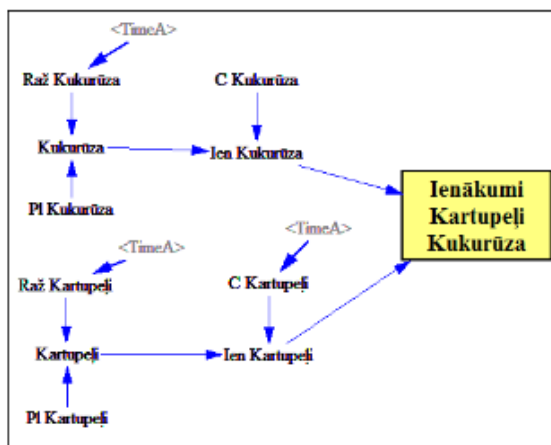 <TimeA>
Raž Kukurūza
C Kukurūza
Kukurūza
Ien Kukurūza
Pl Kukurūza
Ienākumi
Kartupeļi
Kukurūza
<TimeA>
<TimeA>
Raž Kartupeļi
C Kartupeļi
Kartupeļi
Ien Kartupeļi
Pl Kartupeļi